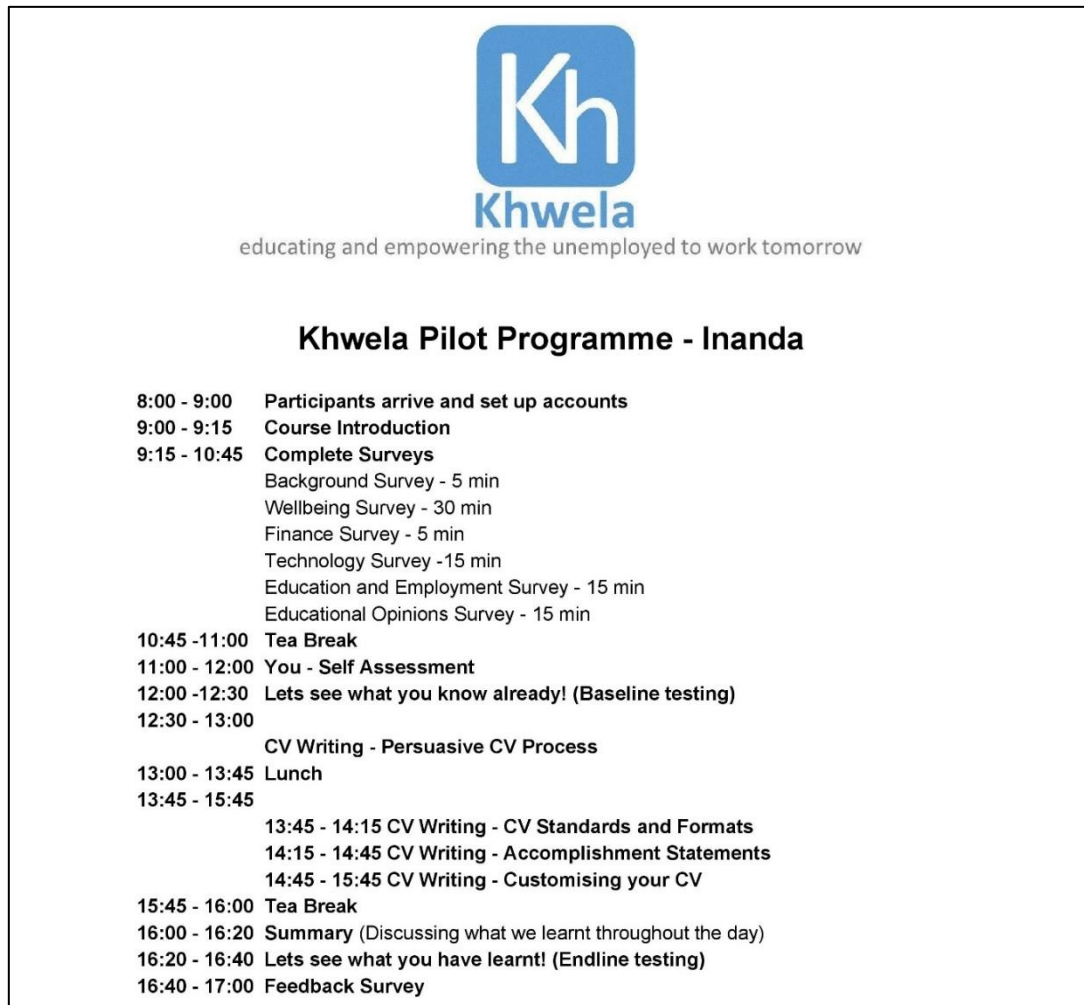 Kh
Khwela
educating and empowering the unemployed to work tomorrow
Khwela Pilot Programme - Inanda
8:00 - 9:00 Participants arrive and set up accounts
9:00 - 9:15 Course Introduction
9:15 - 10:45 Complete Surveys
Background Survey - 5 min
Wellbeing Survey - 30 min
Finance Survey - 5 min
Technology Survey -15 min
Education and Employment Survey - 15 min
Educational Opinions Survey - 15 min
10:45 -11:00 Tea Break
11:00 - 12:00 You - Self Assessment
12:00 -12:30 Lets see what you know already! (Baseline testing)
12:30 - 13:00
CV Writing - Persuasive CV Process
13:00 - 13:45 Lunch
13:45 - 15:45
13:45 - 14:15 CV Writing - CV Standards and Formats
14:15 - 14:45 CV Writing - Accomplishment Statements
14:45 - 15:45 CV Writing - Customising your CV
15:45 - 16:00 Tea Break
16:00 - 16:20 Summary (Discussing what we learnt throughout the day)
16:20 - 16:40 Lets see what you have learnt! (Endline testing)
16:40 - 17:00 Feedback Survey